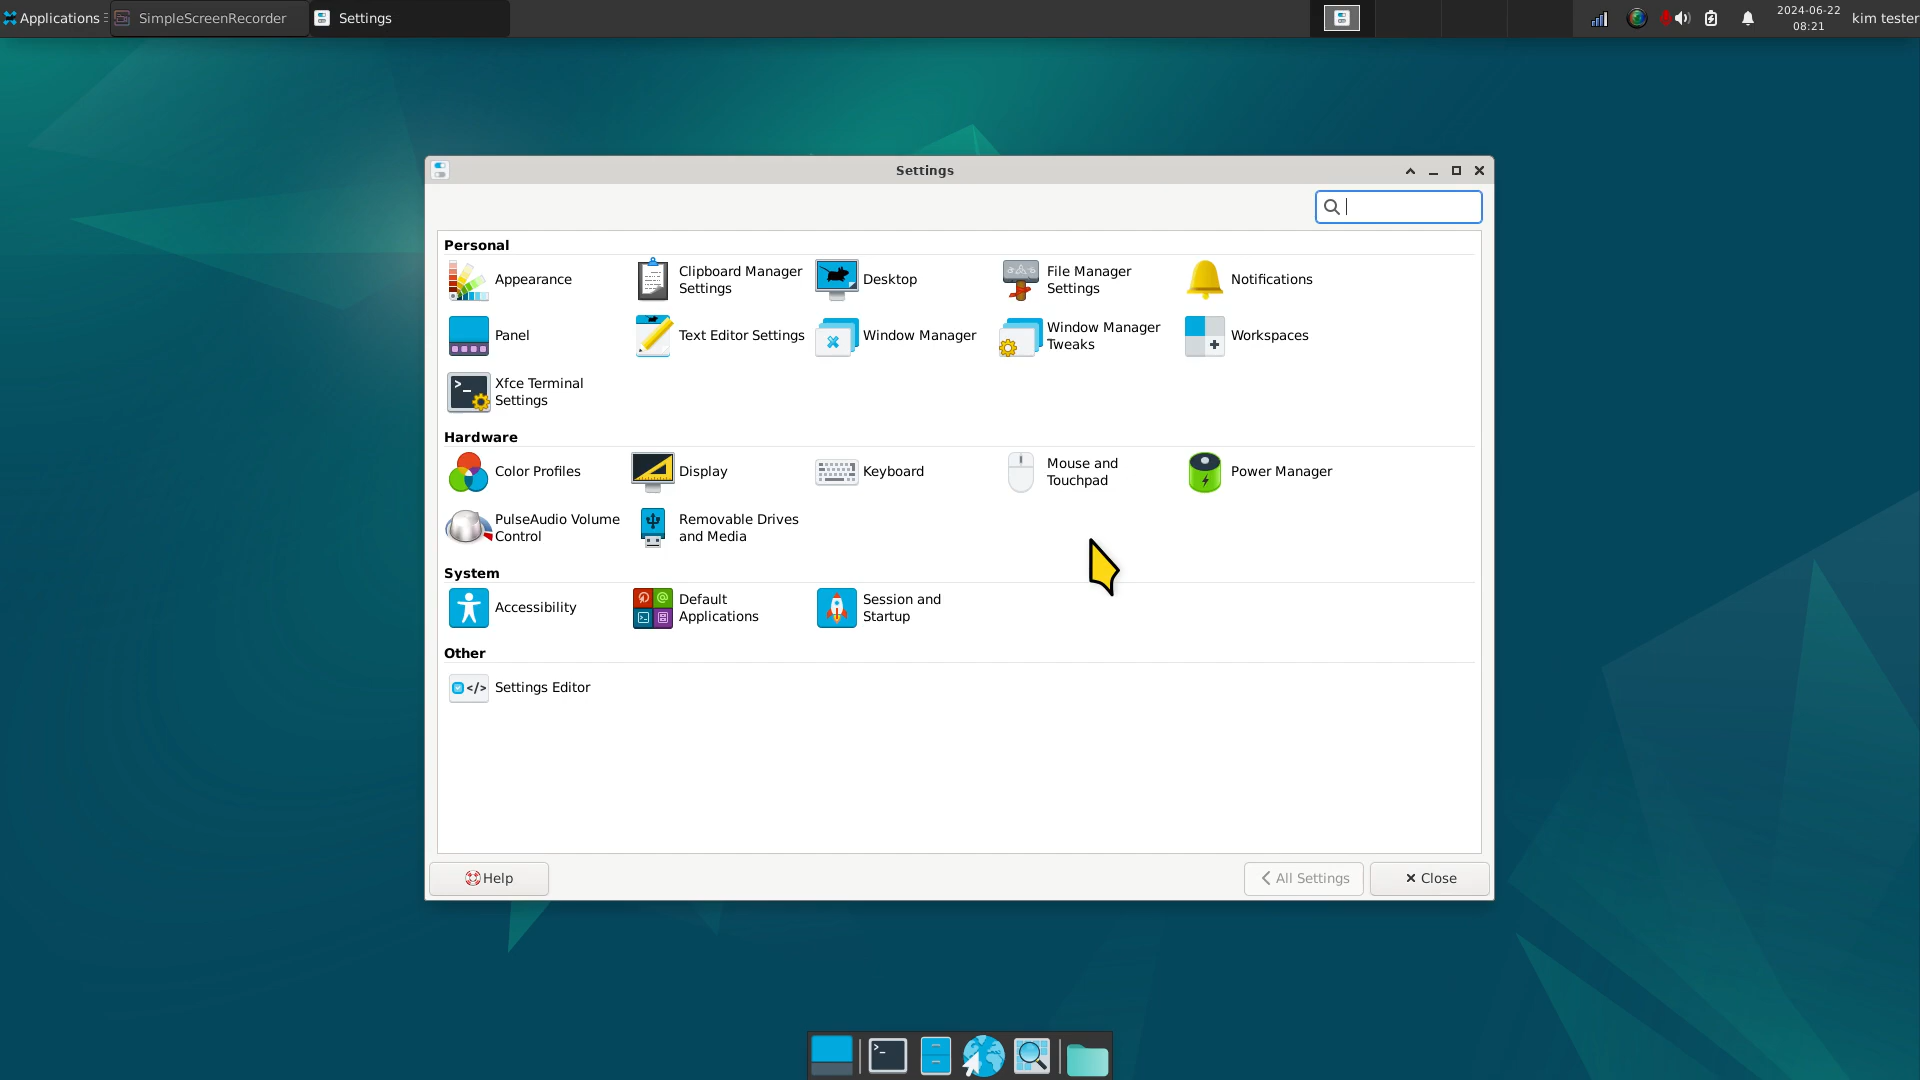 Applications
SimpleScreenRecorder
Settings
2024-06-22
08:21
kim tester
Settings
Personal
Appearance
Clipboard Manager
Settings
Desktop
File Manager
Settings
Notifications
Panel
Text Editor Settings
Window Manager
Window Manager
Tweaks
Workspaces
Xfce Terminal
Settings
Hardware
Color Profiles
Display
Keyboard
Mouse and
Touchpad
Power Manager
PulseAudio Volume
Control
Removable Drives
and Media
System
Accessibility
Default
Applications
Session and
Startup
Other
Settings Editor
Help
All Settings
Close